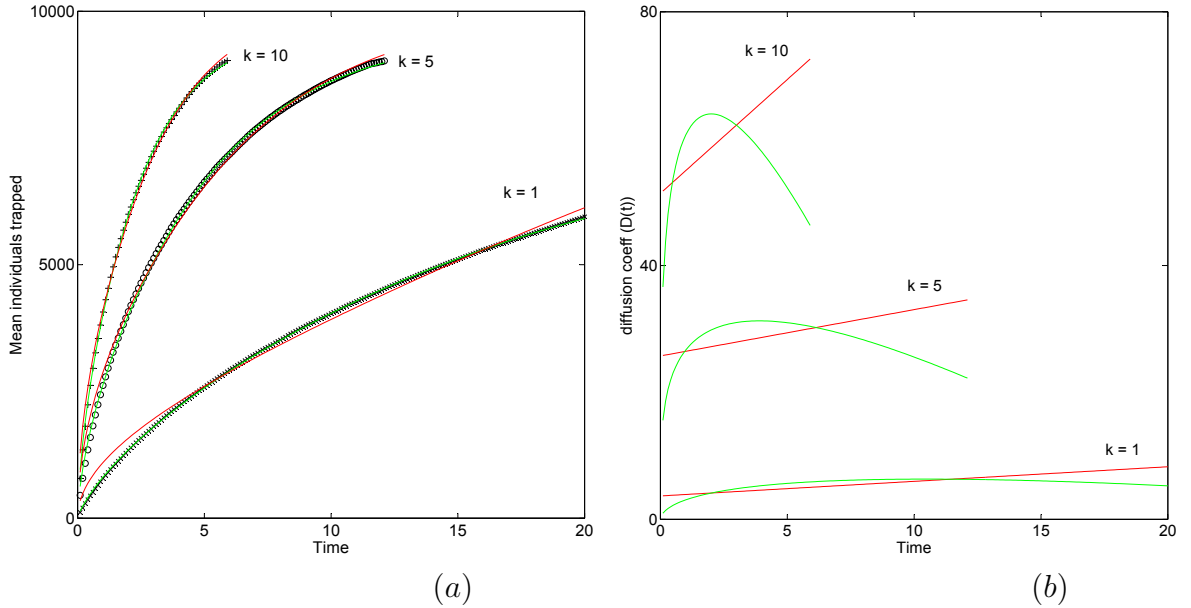 10000
5000
0
0
5
10
15
20
Mean individuals trapped
Time
k = 10
k = 5
k = 1
(a)
80
40
0
0
5
10
15
20
diffusion coeff (D(t))
Time
k = 10
k = 5
k = 1
(b)